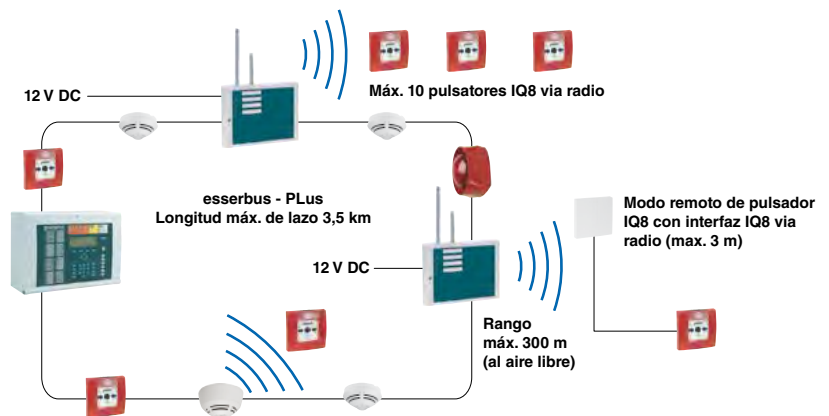 Máx. 10 pulsatores IQ8 via radio
12 V DC
esserbus - PLus
Longitud máx. de lazo 3,5 km
Modo remoto de pulsador
IQ8 con interfaz IQ8 via
radio (max. 3 m)
12 V DC
Rango
máx. 300 m
(al aire libre)